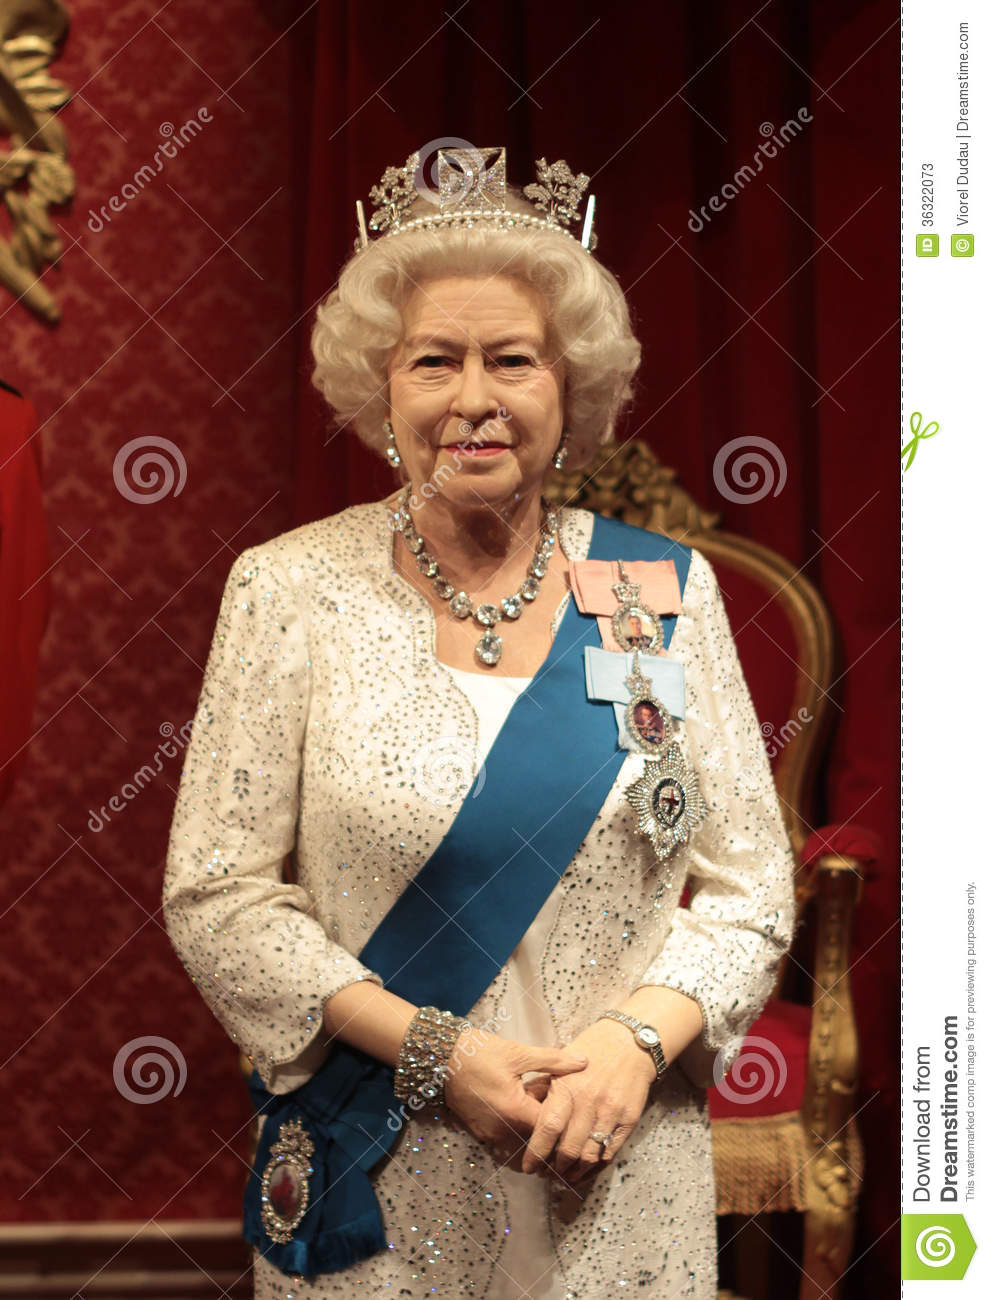 dreamstime
dreamstime
dreamstime
dreamstime
dreamstime
dreamstime
ID 36322073
© Viorel Dudau | Dreamstime.com
Download from
Dreamstime.com
This watermarked comp image is for previewing purposes only.